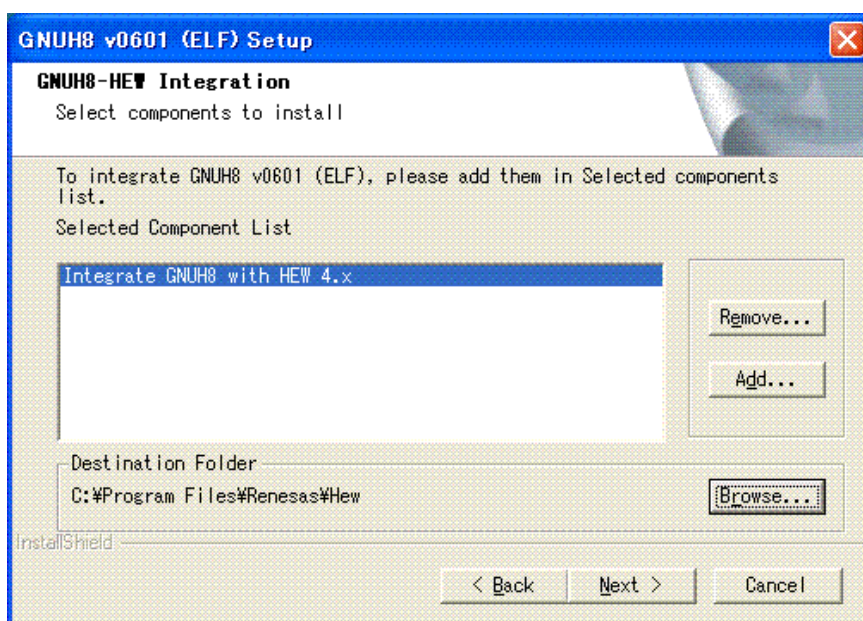 GNUH8 v0601 (ELF) Setup
GNUH8-HEW Integration
Select components to install
To integrate GNUH8 v0601 (ELF), please add them in Selected components
list.
Selected Component List
Integrate GNUH8 with HEW 4.x
Remove...
Add...
Destination Folder
C:¥Program Files¥Renesas¥Hew
Browse...
InstallShield
< Back
Next >
Cancel